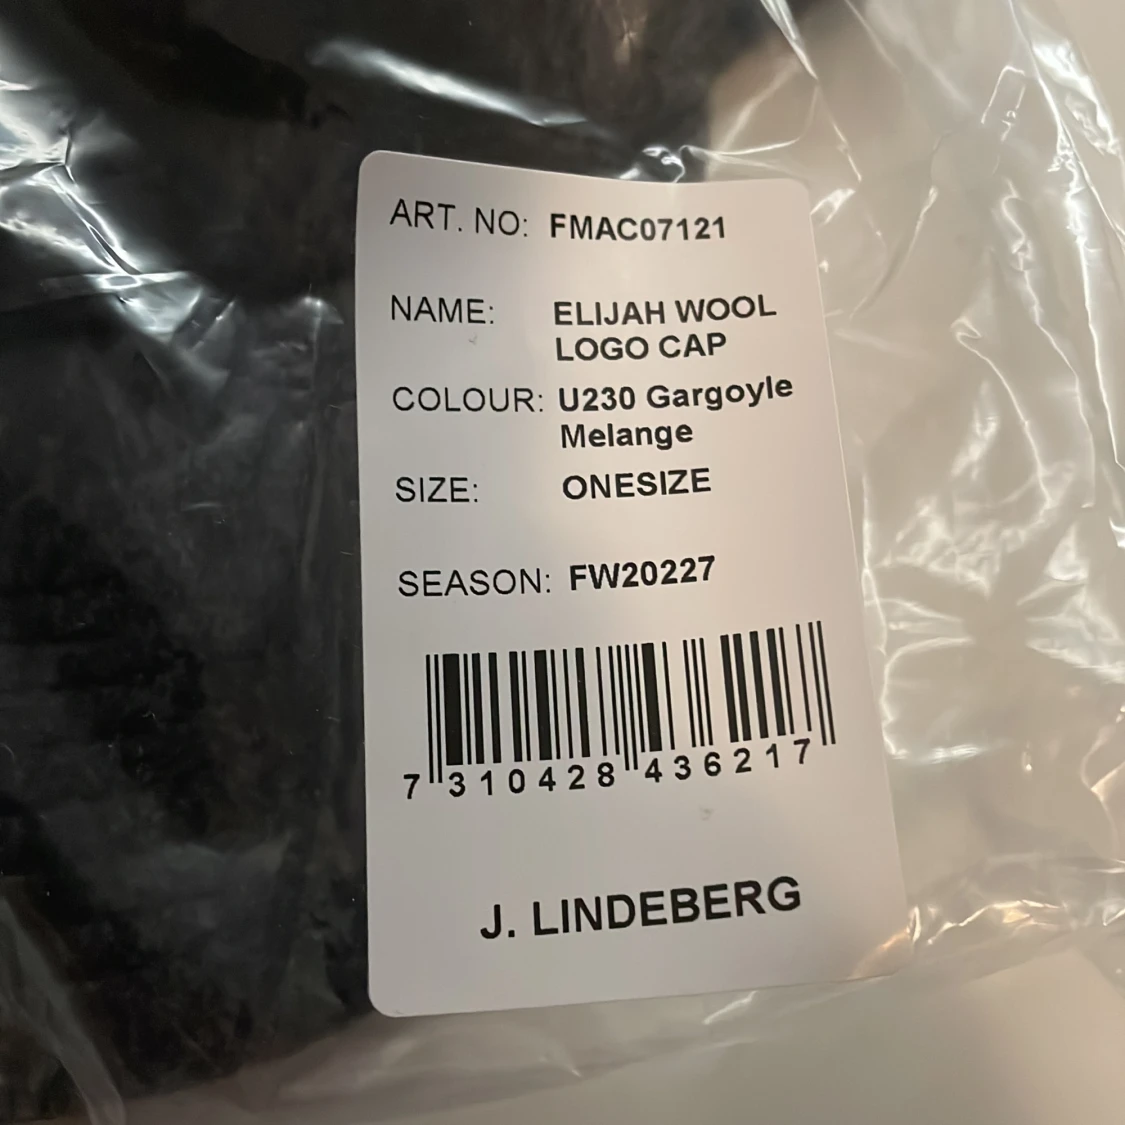 ART. NO: FMAC07121
NAME: ELIJAH WOOL
LOGO CAP
COLOUR: U230 Gargoyle
Melange
SIZE: ONESIZE
SEASON: FW20227
7 310428 436217
J. LINDEBERG